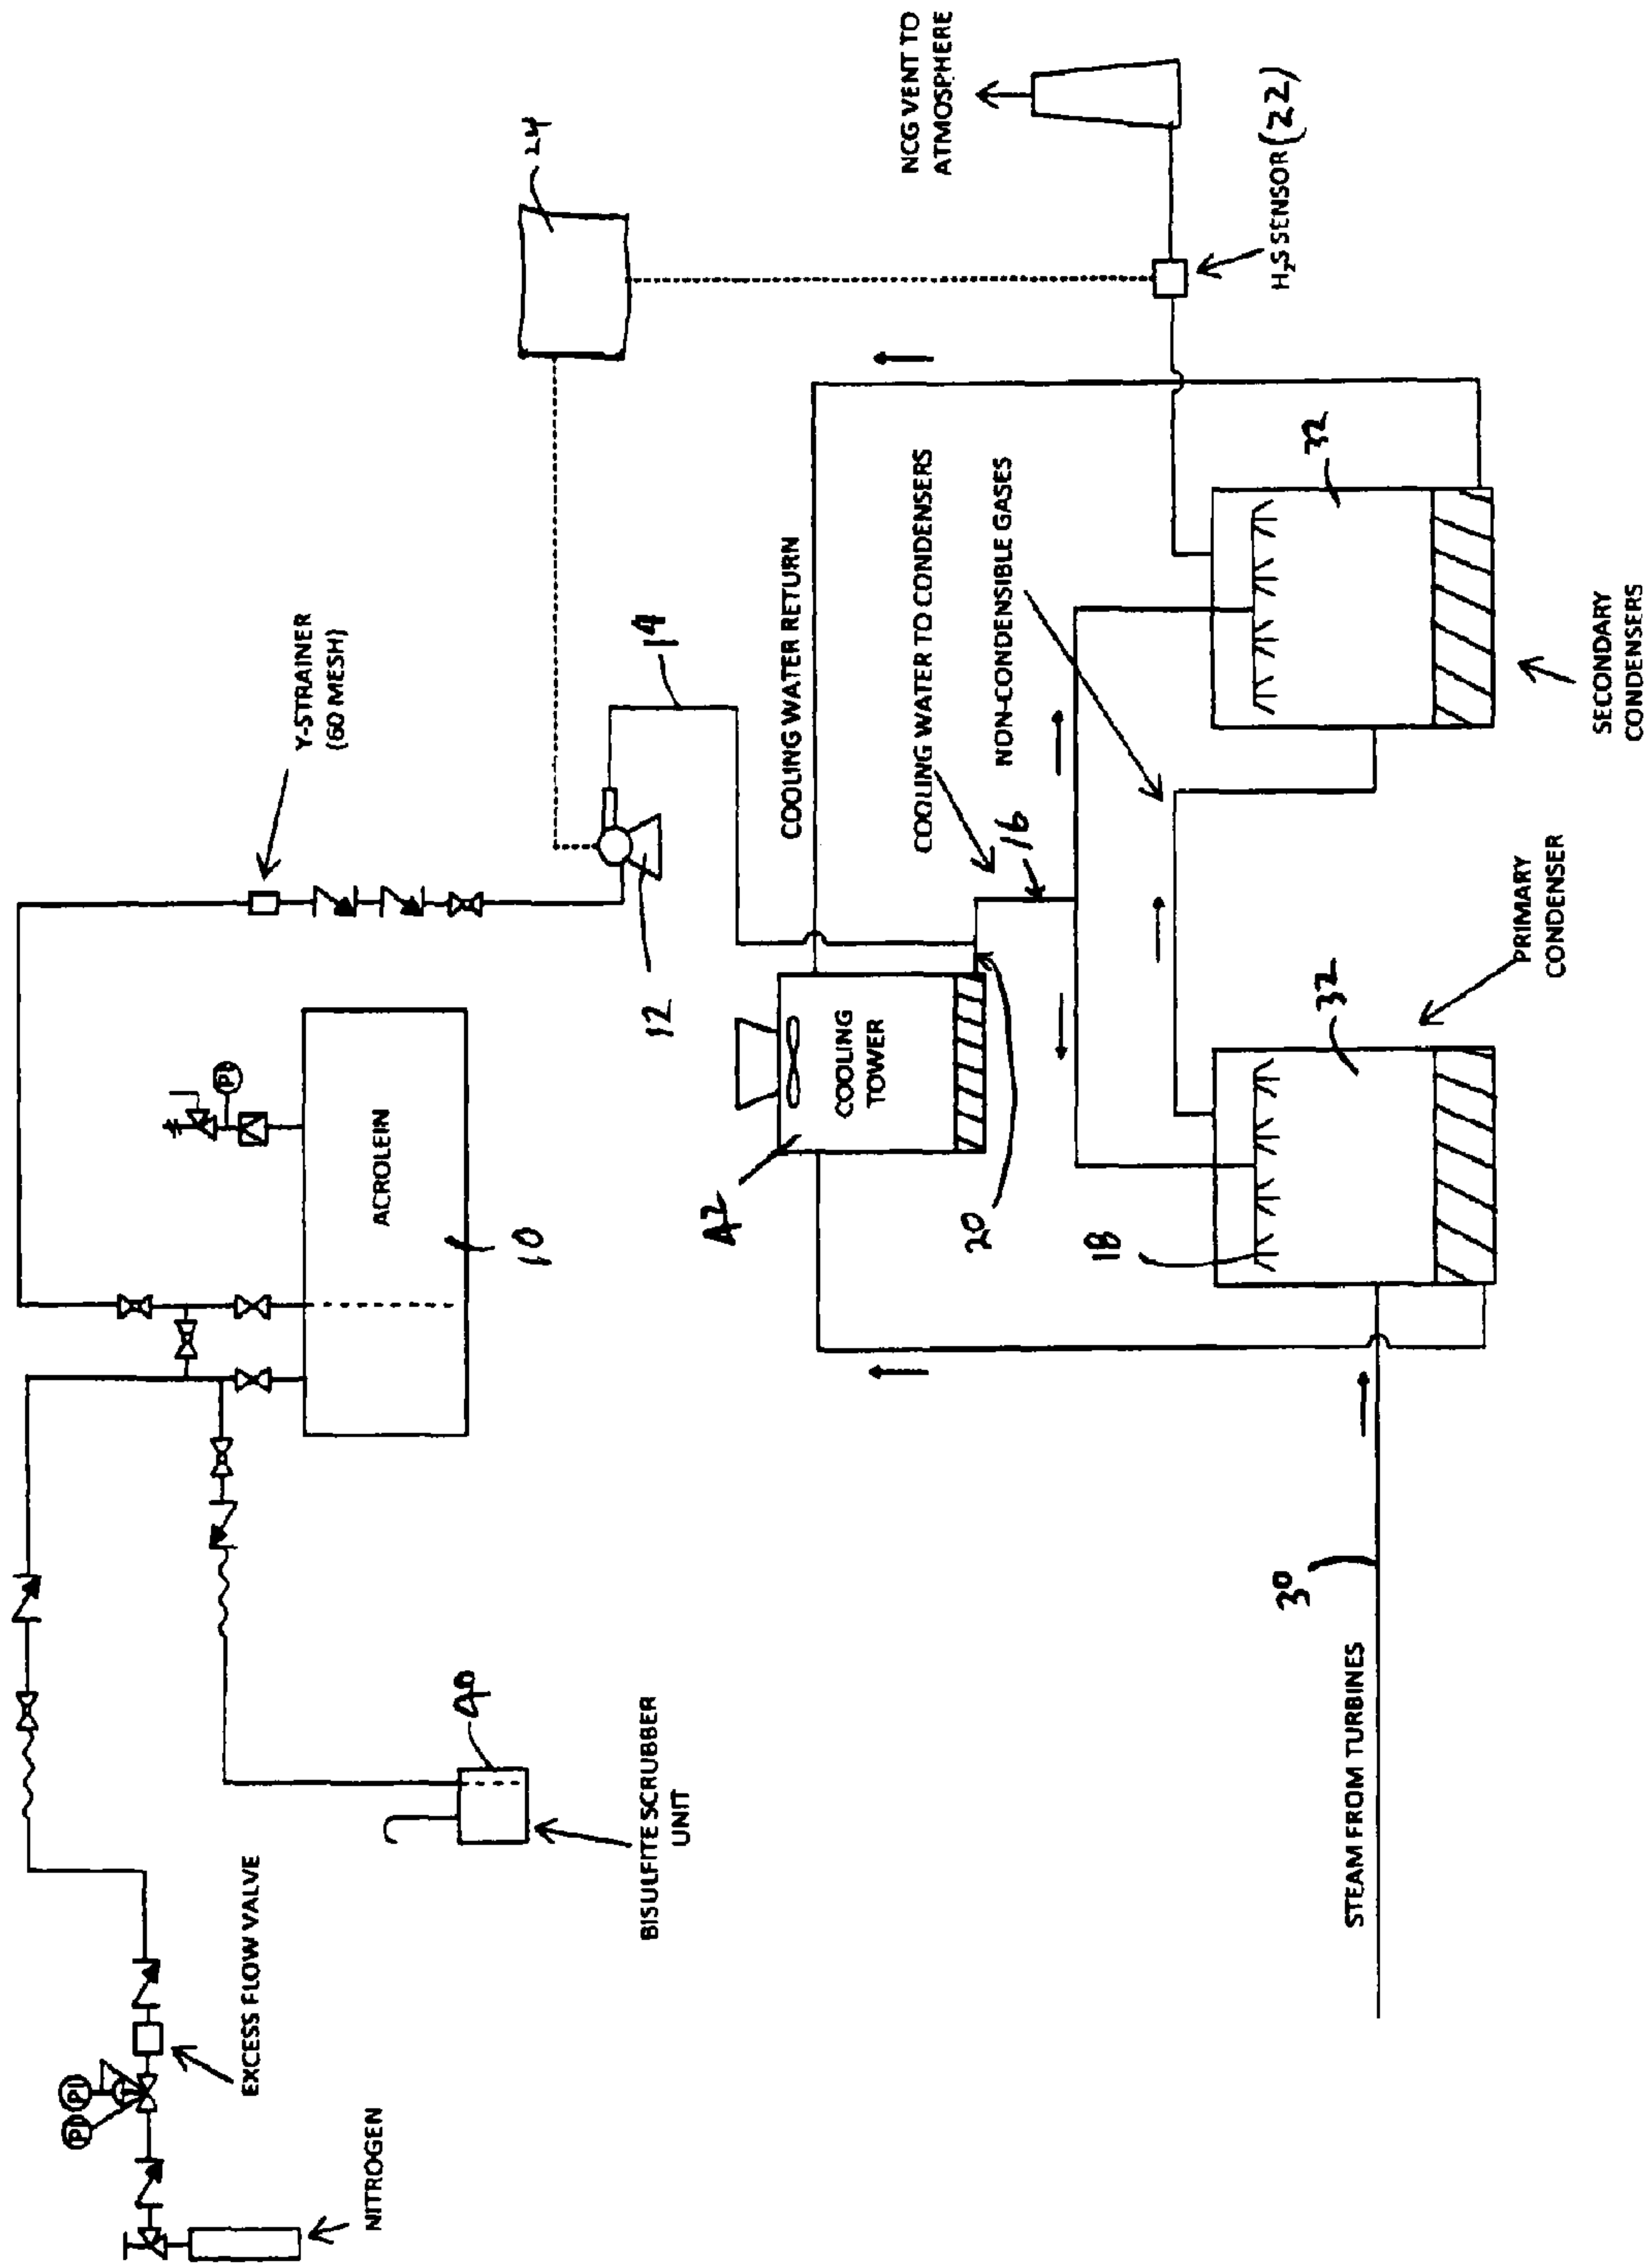 PI
PI
PI
EXCESS FLOW VALVE
Y-STRAINER
(60 MESH)
NITROGEN
ACROLEIN
10
24
40
BISULFITE SCRUBBER
UNIT
12
14
42
COOLING
TOWER
COOLING WATER RETURN
NCG VENT TO
ATMOSPHERE
COOLING WATER TO CONDENSERS
20
16
NON-CONDENSIBLE GASES
18
H₂S SENSOR (22)
30
32
32
STEAM FROM TURBINES
PRIMARY
CONDENSER
SECONDARY
CONDENSERS